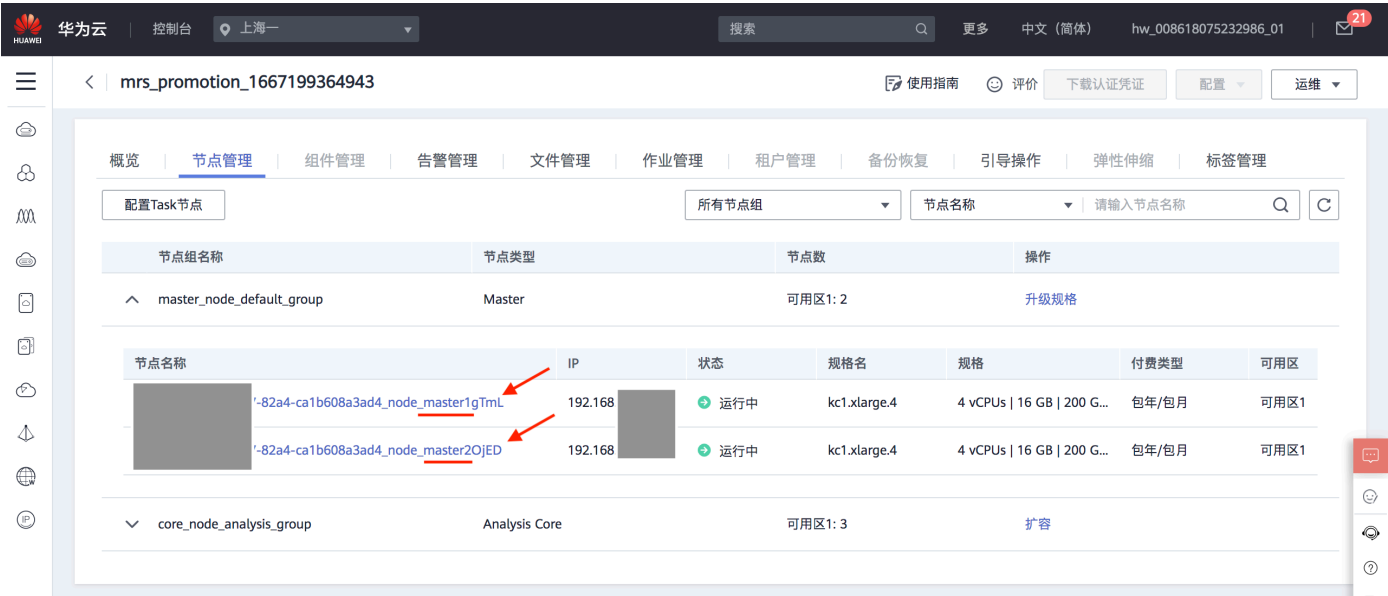 HUAWEI 华为云 控制台 上海一 搜索 更多 中文（简体） hw_008618075232986_01 21
mrs_promotion_1667199364943 使用指南 评价 下载认证凭证 配置 运维
概览 节点管理 组件管理 告警管理 文件管理 作业管理 租户管理 备份恢复 引导操作 弹性伸缩 标签管理
配置Task节点 所有节点组 节点名称 请输入节点名称
节点组名称 节点类型 节点数 操作
master_node_default_group Master 可用区1: 2 升级规格
节点名称 IP 状态 规格名 规格 付费类型 可用区
-82a4-ca1b608a3ad4_node_master1gTmL 192.168 运行中 kc1.xlarge.4 4 vCPUs | 16 GB | 200 G... 包年/包月 可用区1
-82a4-ca1b608a3ad4_node_master2OjED 192.168 运行中 kc1.xlarge.4 4 vCPUs | 16 GB | 200 G... 包年/包月 可用区1
core_node_analysis_group Analysis Core 可用区1: 3 扩容
IP